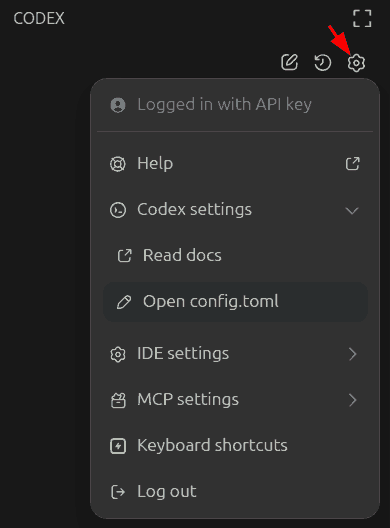 CODEX
Logged in with API key
Help
Codex settings
Read docs
Open config.toml
IDE settings
MCP settings
Keyboard shortcuts
Log out